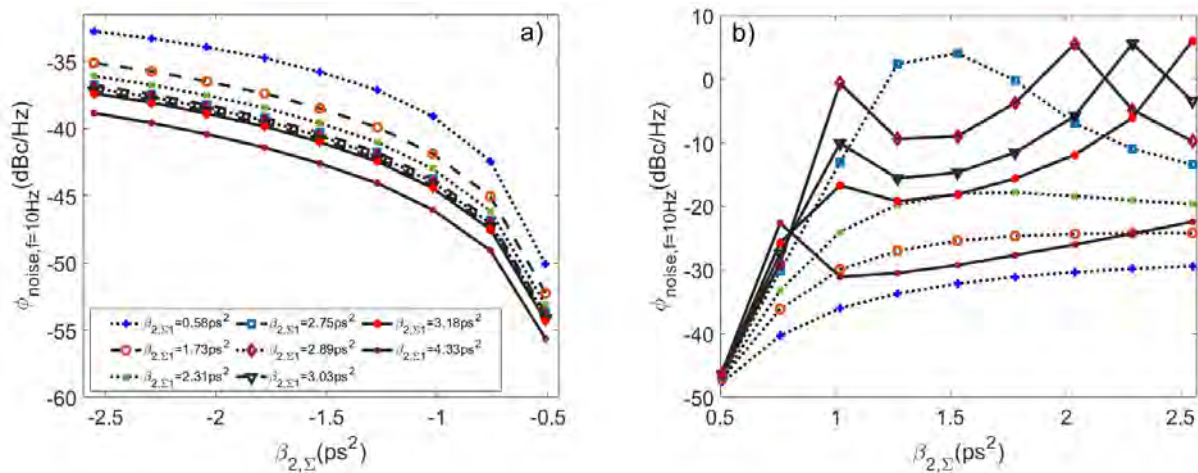 a)
-35
-40
-45
-50
-55
-60
ϕnoise,f=10Hz(dBc/Hz)
β2,Σ1=0.58ps²
β2,Σ1=2.75ps²
β2,Σ1=3.18ps²
β2,Σ1=1.73ps²
β2,Σ1=2.89ps²
β2,Σ1=4.33ps²
β2,Σ1=2.31ps²
β2,Σ1=3.03ps²
-2.5 -2 -1.5 -1 -0.5
β2,Σ(ps²)
b)
10
0
-10
-20
-30
-40
-50
ϕnoise,f=10Hz(dBc/Hz)
0.5 1 1.5 2 2.5
β2,Σ(ps²)